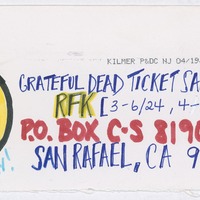 KILMER P&DC NJ 04/19
GRATEFUL DEAD TICKET SA
RFK [3-6/24, 4-
P.O. BOX C-S 8190
SAN RAFAEL, CA 9